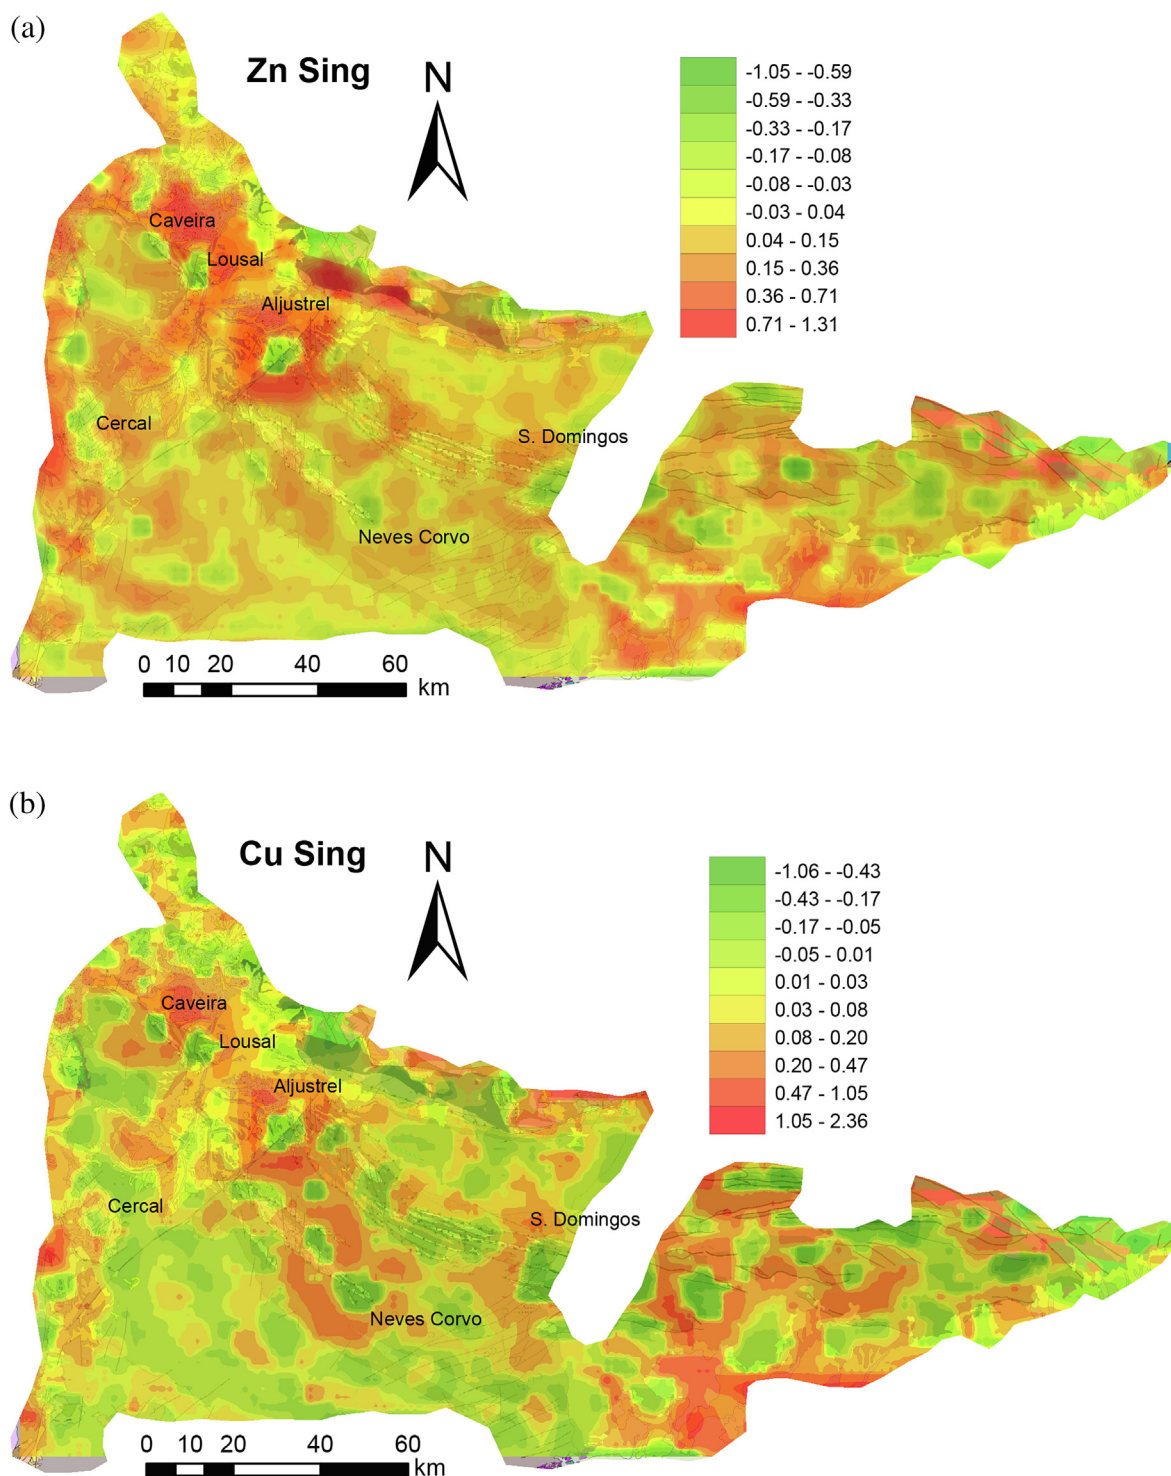 (a)
Zn Sing
N
-1.05 - -0.59
-0.59 - -0.33
-0.33 - -0.17
-0.17 - -0.08
-0.08 - -0.03
-0.03 - 0.04
0.04 - 0.15
0.15 - 0.36
0.36 - 0.71
0.71 - 1.31
Caveira
Lousal
Aljustrel
Cercal
S. Domingos
Neves Corvo
0 10 20 40 60
km
(b)
Cu Sing
N
-1.06 - -0.43
-0.43 - -0.17
-0.17 - -0.05
-0.05 - 0.01
0.01 - 0.03
0.03 - 0.08
0.08 - 0.20
0.20 - 0.47
0.47 - 1.05
1.05 - 2.36
Caveira
Lousal
Aljustrel
Cercal
S. Domingos
Neves Corvo
0 10 20 40 60
km